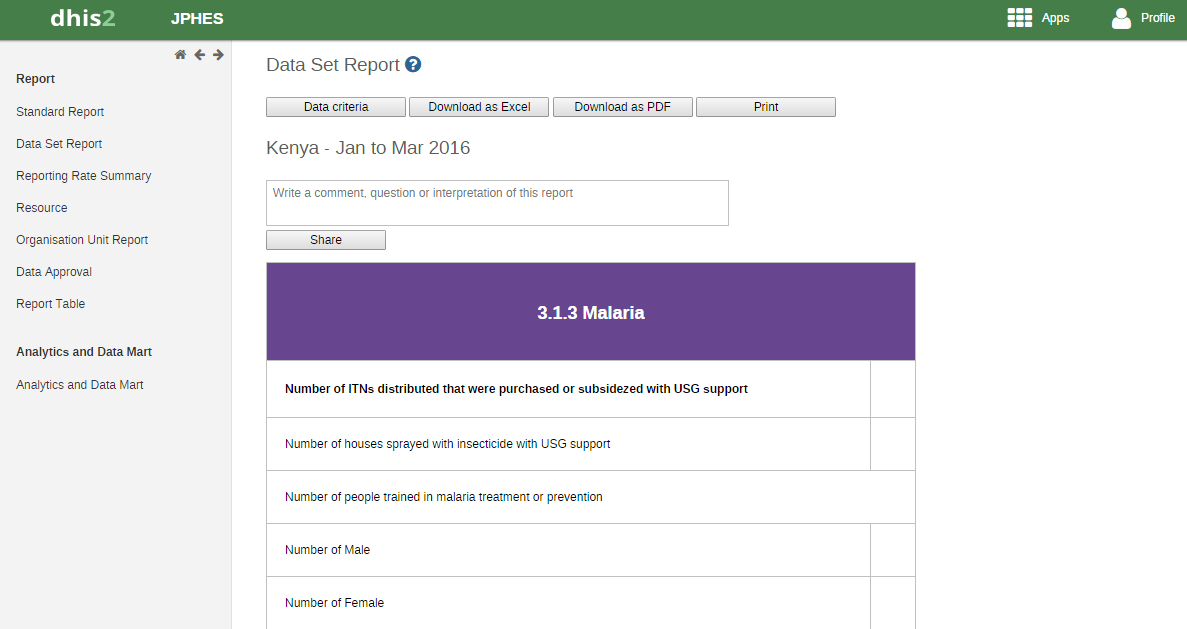 dhis2
JPHES
Apps
Profile
Report
Standard Report
Data Set Report
Reporting Rate Summary
Resource
Organisation Unit Report
Data Approval
Report Table
Analytics and Data Mart
Analytics and Data Mart
Data Set Report ?
Data criteria
Download as Excel
Download as PDF
Print
Kenya - Jan to Mar 2016
Write a comment, question or interpretation of this report
Share
3.1.3 Malaria
Number of ITNs distributed that were purchased or subsidezed with USG support
Number of houses sprayed with insecticide with USG support
Number of people trained in malaria treatment or prevention
Number of Male
Number of Female